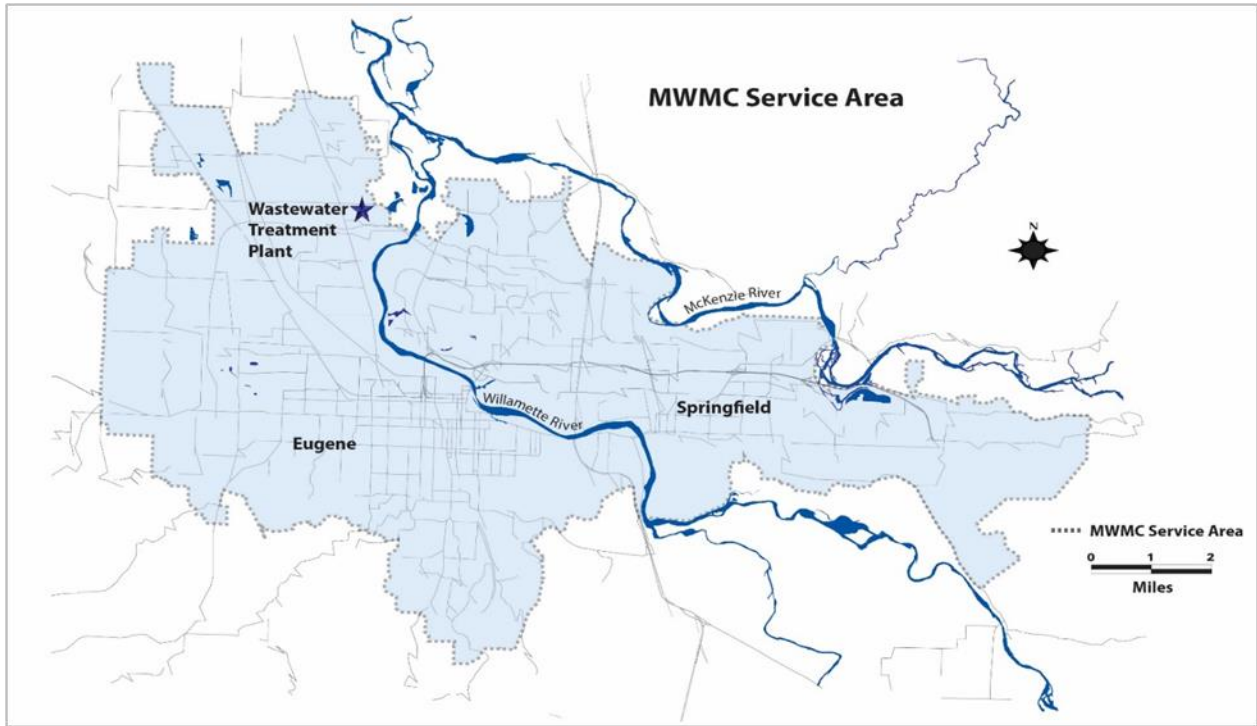 MWMC Service Area
N
Wastewater
Treatment
Plant
McKenzie River
Willamette River
Springfield
Eugene
MWMC Service Area
0 1 2
Miles